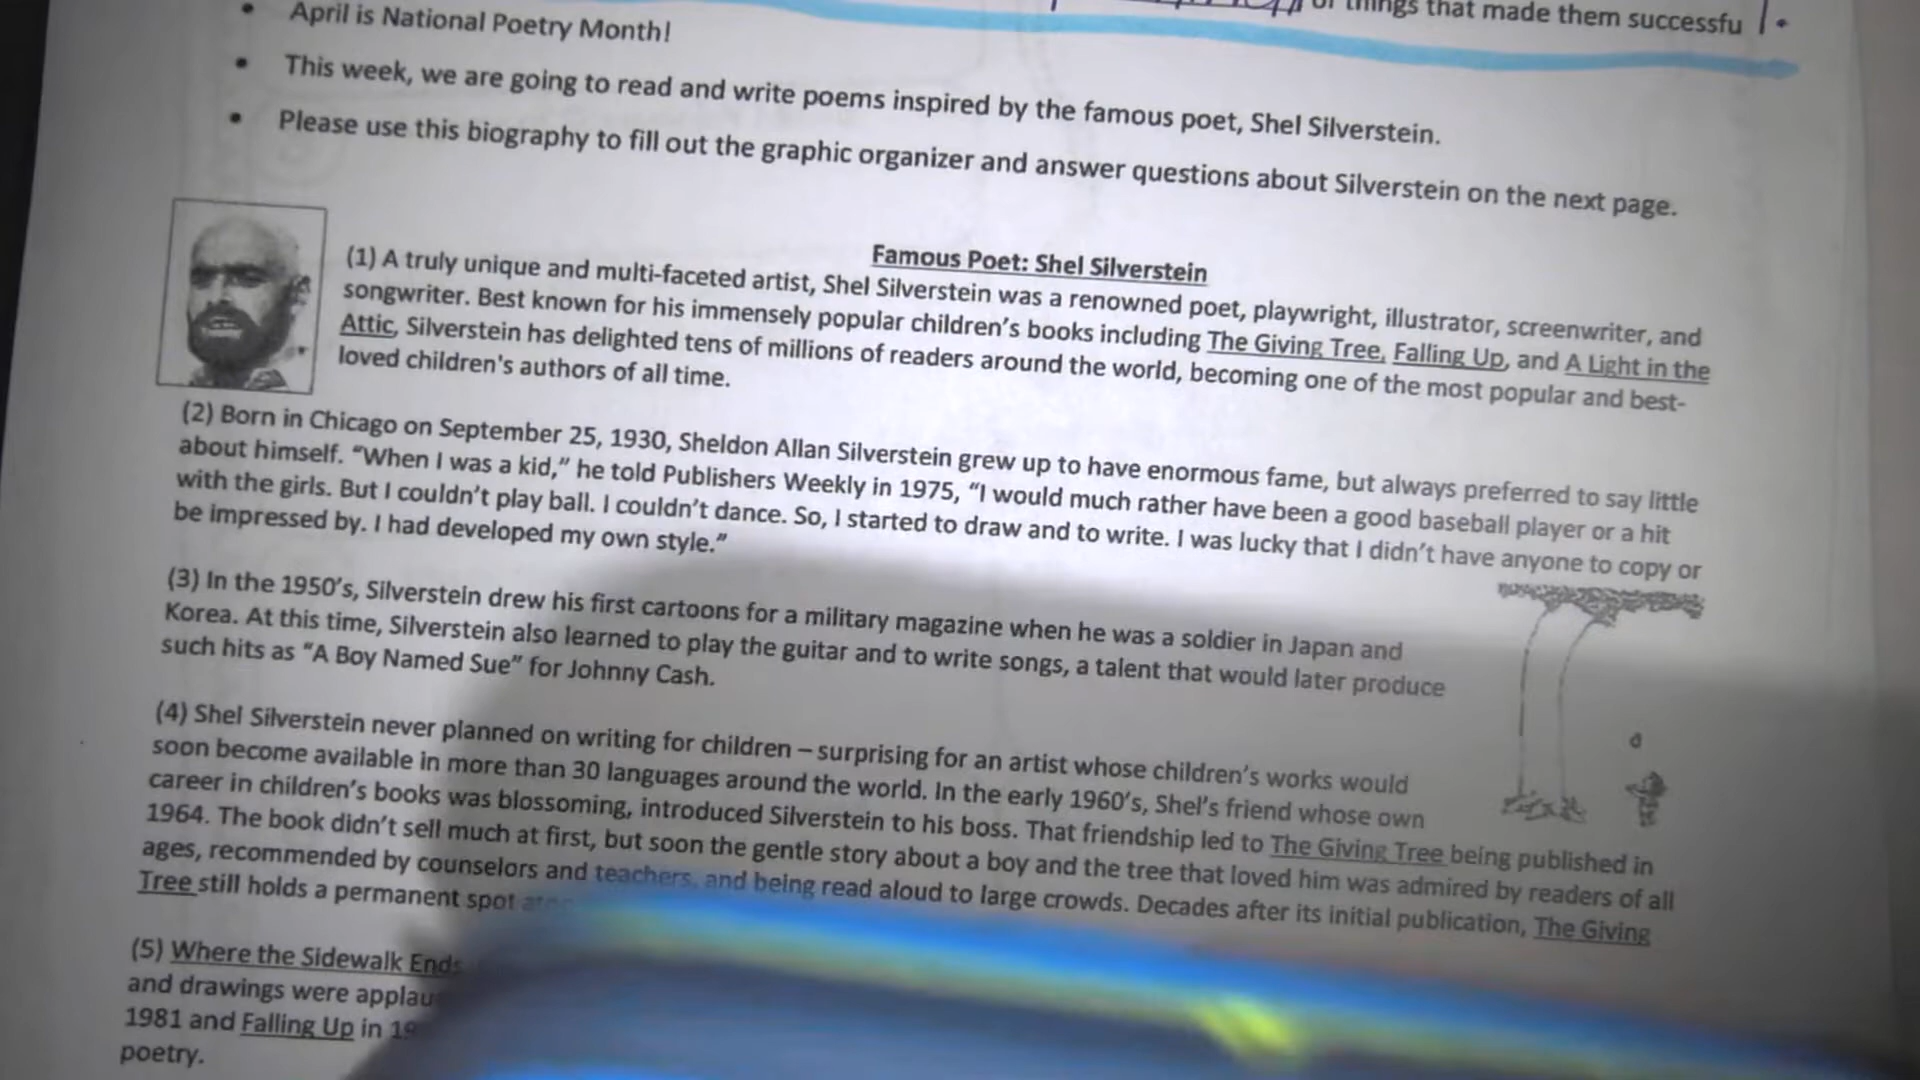 of things that made them successful.
April is National Poetry Month!
This week, we are going to read and write poems inspired by the famous poet, Shel Silverstein.
Please use this biography to fill out the graphic organizer and answer questions about Silverstein on the next page.
Famous Poet: Shel Silverstein
(1) A truly unique and multi-faceted artist, Shel Silverstein was a renowned poet, playwright, illustrator, screenwriter, and
songwriter. Best known for his immensely popular children's books including The Giving Tree, Falling Up, and A Light in the
Attic, Silverstein has delighted tens of millions of readers around the world, becoming one of the most popular and best-
loved children's authors of all time.
(2) Born in Chicago on September 25, 1930, Sheldon Allan Silverstein grew up to have enormous fame, but always preferred to say little
about himself. "When I was a kid," he told Publishers Weekly in 1975, "I would much rather have been a good baseball player or a hit
with the girls. But I couldn't play ball. I couldn't dance. So, I started to draw and to write. I was lucky that I didn't have anyone to copy or
be impressed by. I had developed my own style."
(3) In the 1950's, Silverstein drew his first cartoons for a military magazine when he was a soldier in Japan and
Korea. At this time, Silverstein also learned to play the guitar and to write songs, a talent that would later produce
such hits as "A Boy Named Sue" for Johnny Cash.
(4) Shel Silverstein never planned on writing for children – surprising for an artist whose children's works would
soon become available in more than 30 languages around the world. In the early 1960's, Shel's friend whose own
career in children's books was blossoming, introduced Silverstein to his boss. That friendship led to The Giving Tree being published in
1964. The book didn't sell much at first, but soon the gentle story about a boy and the tree that loved him was admired by readers of all
ages, recommended by counselors and teachers, and being read aloud to large crowds. Decades after its initial publication, The Giving
Tree still holds a permanent spot
(5) Where the Sidewalk Ends
and drawings were applau
1981 and Falling Up in 19
poetry.